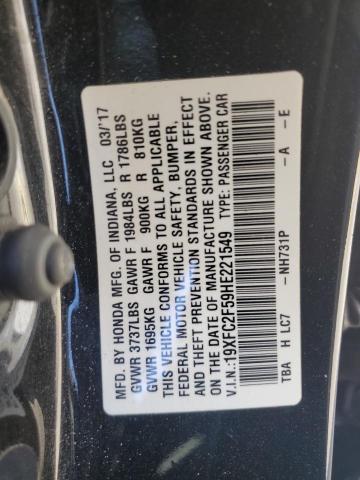 MFD. BY HONDA MFG. OF INDIANA, LLC 03/'17
GVWR 3737LBS GAWR F 1984LBS R 1786LBS
GVWR 1695KG GAWR F 900KG R 810KG
THIS VEHICLE CONFORMS TO ALL APPLICABLE
FEDERAL MOTOR VEHICLE SAFETY, BUMPER,
AND THEFT PREVENTION STANDARDS IN EFFECT
ON THE DATE OF MANUFACTURE SHOWN ABOVE.
V.I.N.: 19XFC2F59HE221549 TYPE: PASSENGER CAR
TBA H LC7 -NH731P -A -E